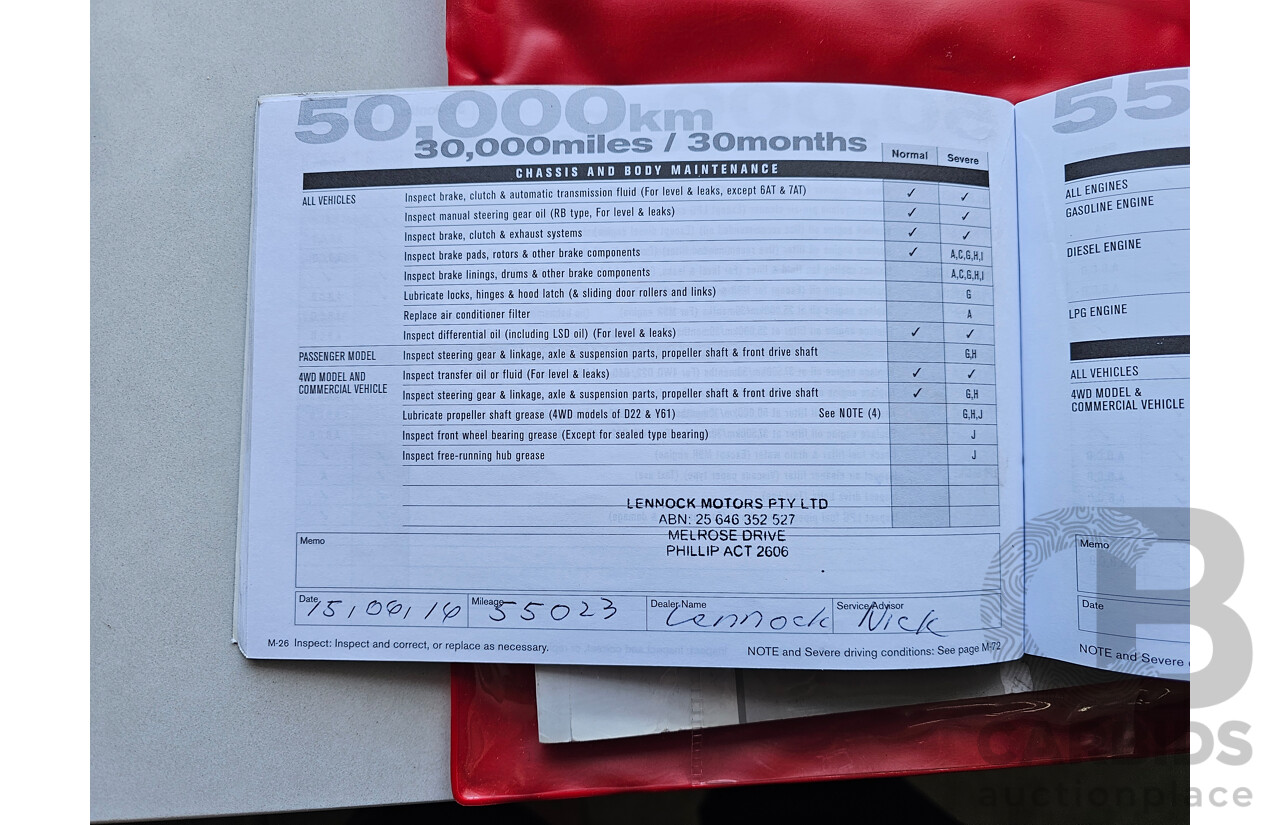 50,000km
30,000miles / 30months
Normal Severe
CHASSIS AND BODY MAINTENANCE
ALL VEHICLES Inspect brake, clutch & automatic transmission fluid (For level & leaks, except 6AT & 7AT) ✓ ✓
Inspect manual steering gear oil (RB type, For level & leaks) ✓ ✓
Inspect brake, clutch & exhaust systems ✓ ✓
Inspect brake pads, rotors & other brake components ✓ A,C,G,H,I
Inspect brake linings, drums & other brake components A,C,G,H,I
Lubricate locks, hinges & hood latch (& sliding door rollers and links) G
Replace air conditioner filter A
Inspect differential oil (including LSD oil) (For level & leaks) ✓ ✓
PASSENGER MODEL Inspect steering gear & linkage, axle & suspension parts, propeller shaft & front drive shaft G,H
4WD MODEL AND Inspect transfer oil or fluid (For level & leaks) ✓ ✓
COMMERCIAL VEHICLE Inspect steering gear & linkage, axle & suspension parts, propeller shaft & front drive shaft ✓ G,H
Lubricate propeller shaft grease (4WD models of D22 & Y61) See NOTE (4) G,H,J
Inspect front wheel bearing grease (Except for sealed type bearing) J
Inspect free-running hub grease J
LENNOCK MOTORS PTY LTD
ABN: 25 646 352 527
MELROSE DRIVE
PHILLIP ACT 2606
Memo
Date Mileage 55023 Dealer Name Lennock Service Advisor Nick
M-26 Inspect: Inspect and correct, or replace as necessary.
NOTE and Severe driving conditions: See page M-72
55
ALL ENGINES
GASOLINE ENGINE
DIESEL ENGINE
LPG ENGINE
ALL VEHICLES
4WD MODEL &
COMMERCIAL VEHICLE
Memo
Date
NOTE and Severe
CARBIDS
auctionplace